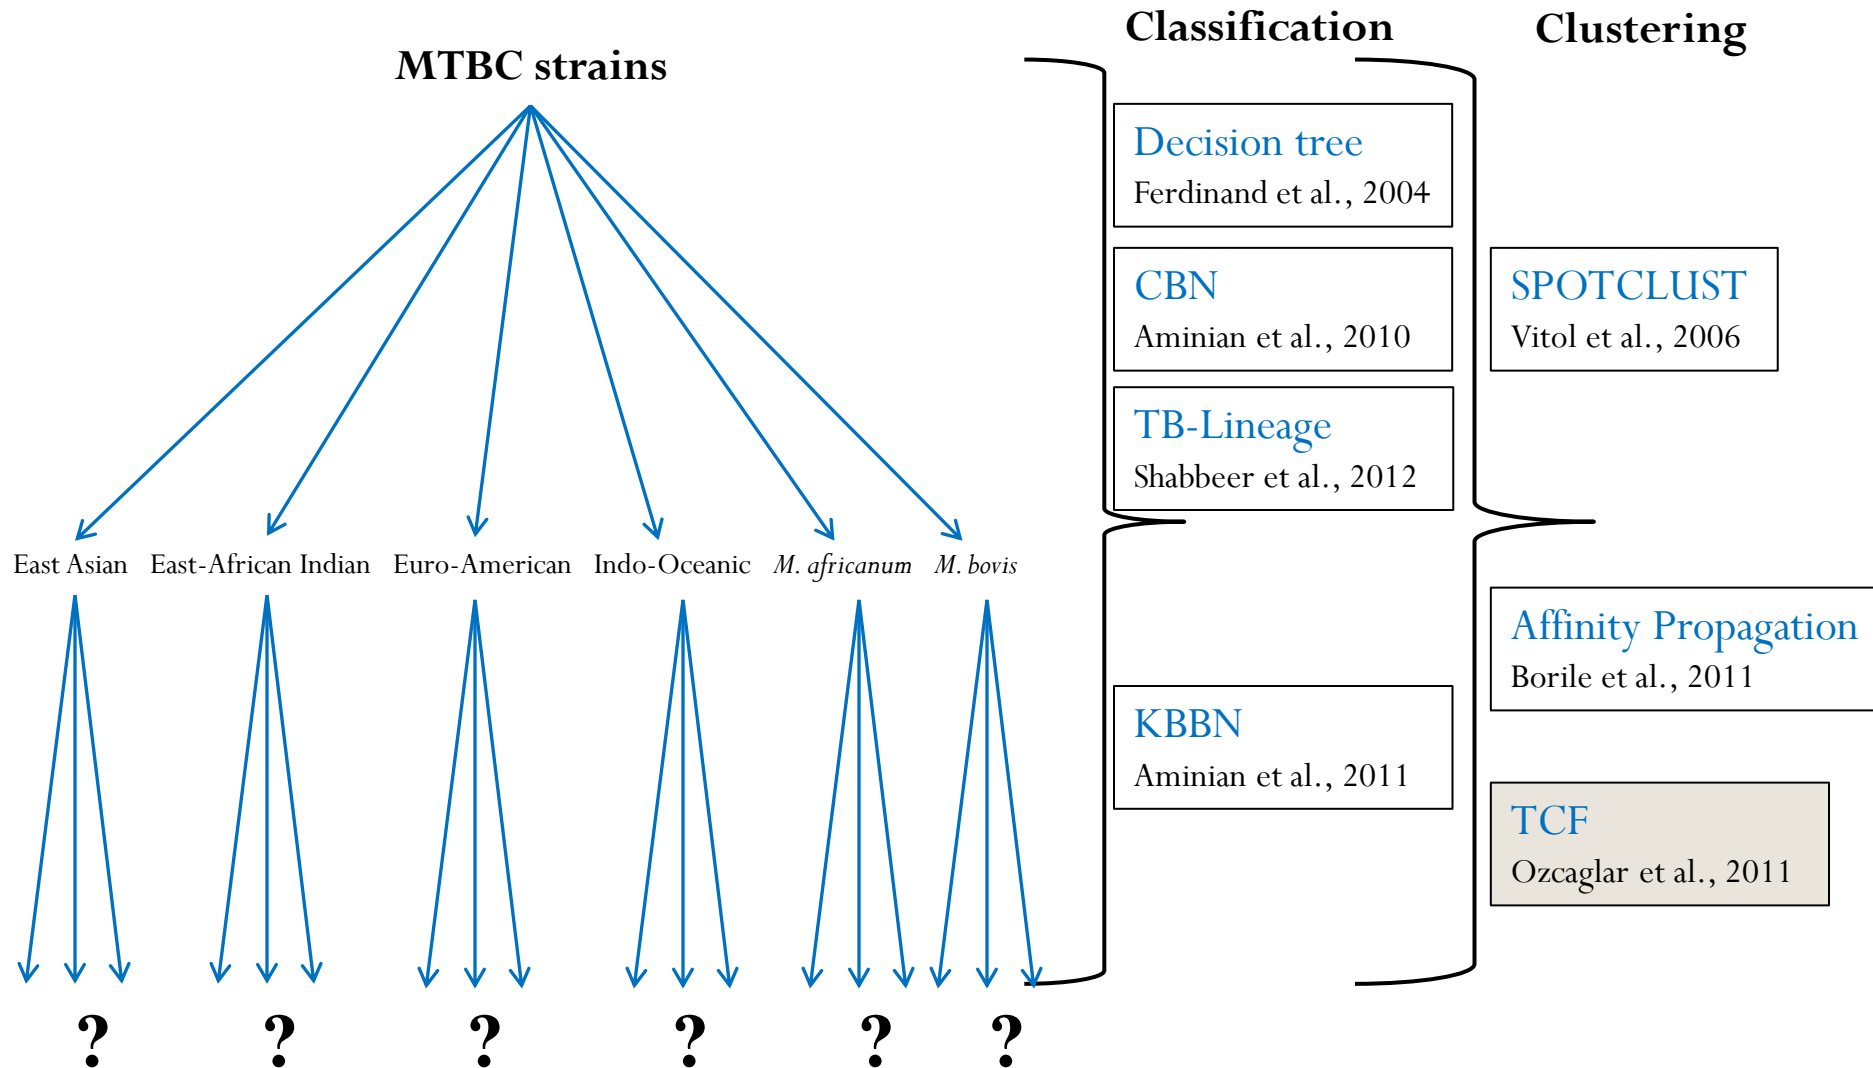 MTBC strains
East Asian
East-African Indian
Euro-American
Indo-Oceanic
M. africanum
M. bovis
?
?
?
?
?
?
Classification
Decision tree
Ferdinand et al., 2004
CBN
Aminian et al., 2010
TB-Lineage
Shabbeer et al., 2012
KBBN
Aminian et al., 2011
Clustering
SPOTCLUST
Vitol et al., 2006
Affinity Propagation
Borile et al., 2011
TCF
Ozcaglar et al., 2011